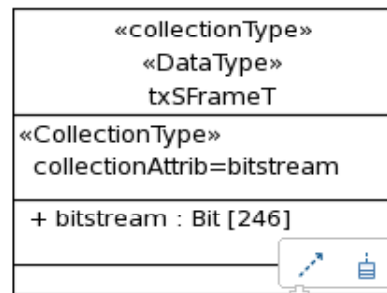 «collectionType»
«DataType»
txSFrameT
«CollectionType»
collectionAttrib=bitstream
+ bitstream : Bit [246]